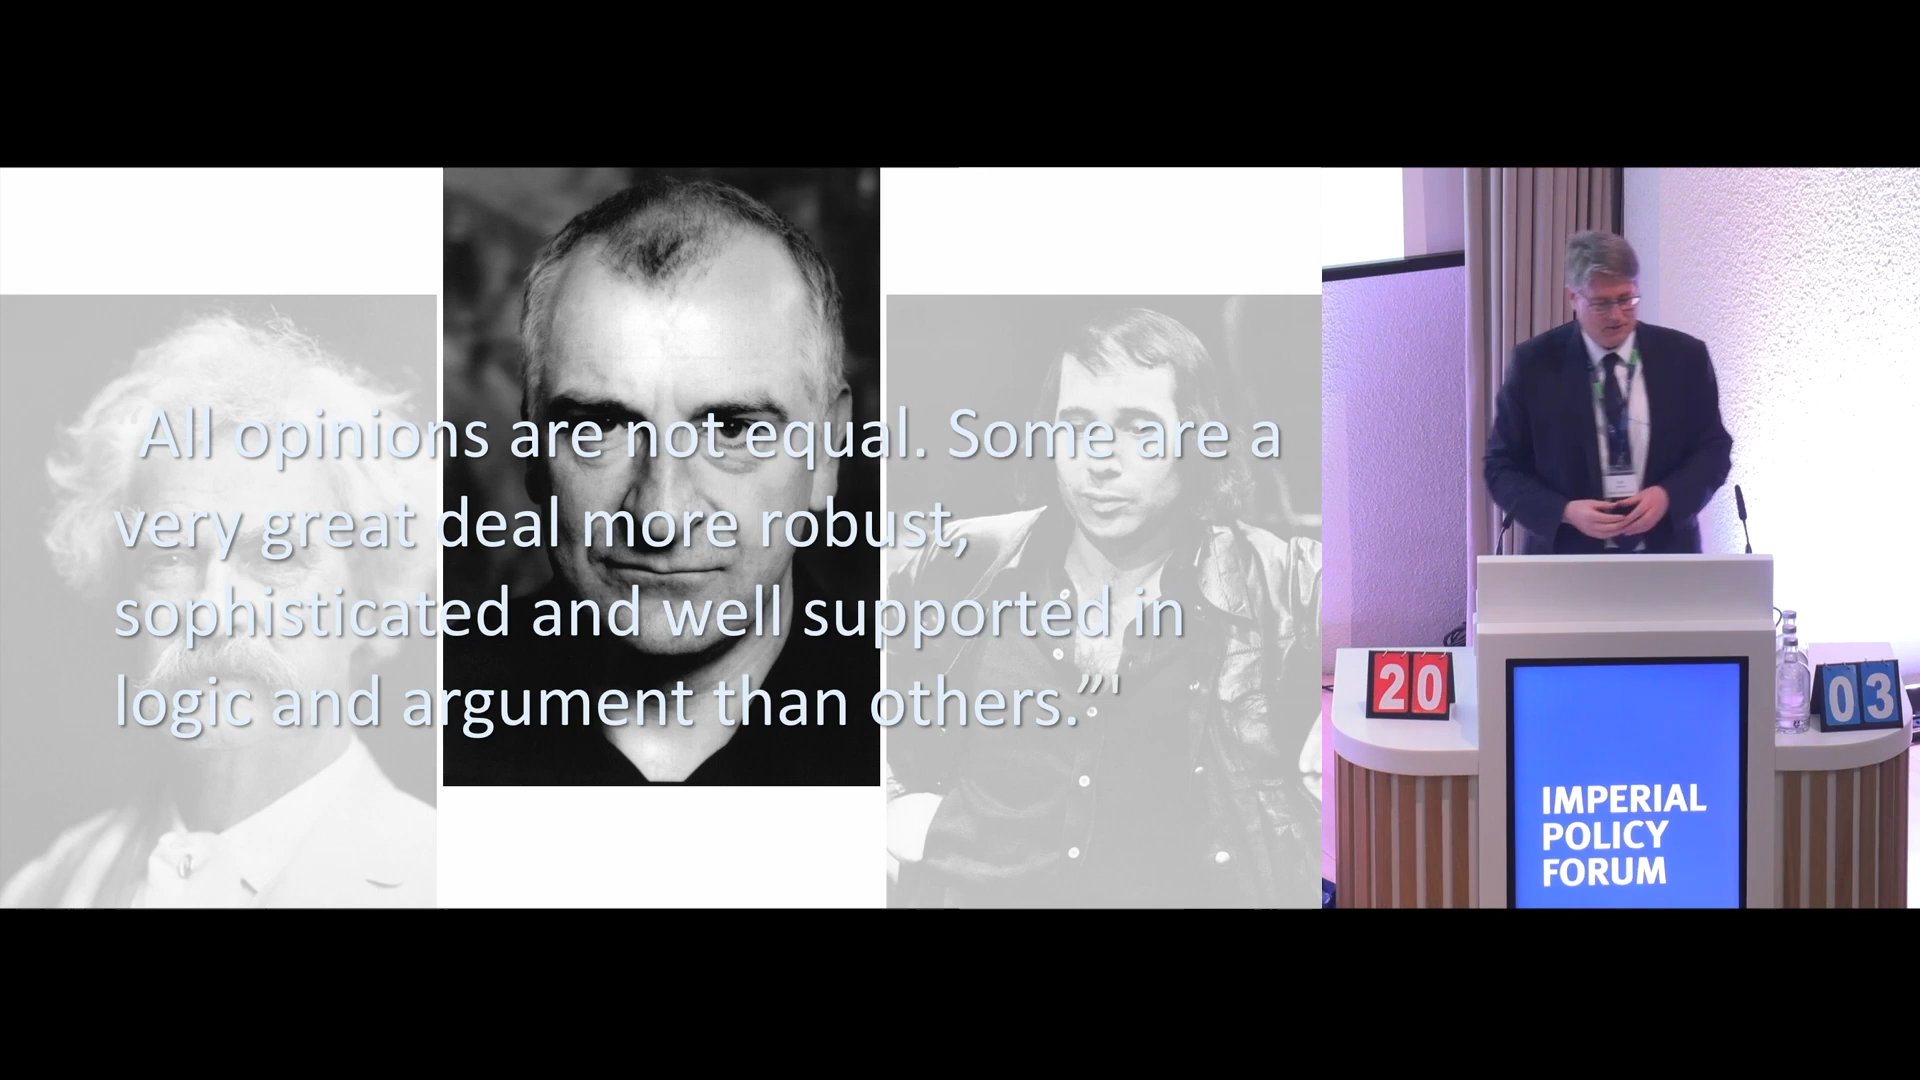 “All opinions are not equal. Some are a
very great deal more robust,
sophisticated and well supported in
logic and argument than others.”'
20
03
IMPERIAL
POLICY
FORUM